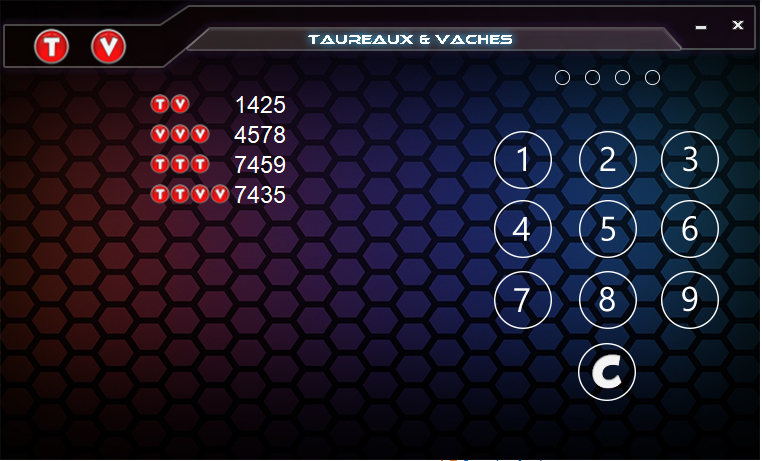 T V
TAUREAUX & VACHES
T V 1425
V V V 4578
T T T 7459
T T V V 7435
1 2 3
4 5 6
7 8 9
C